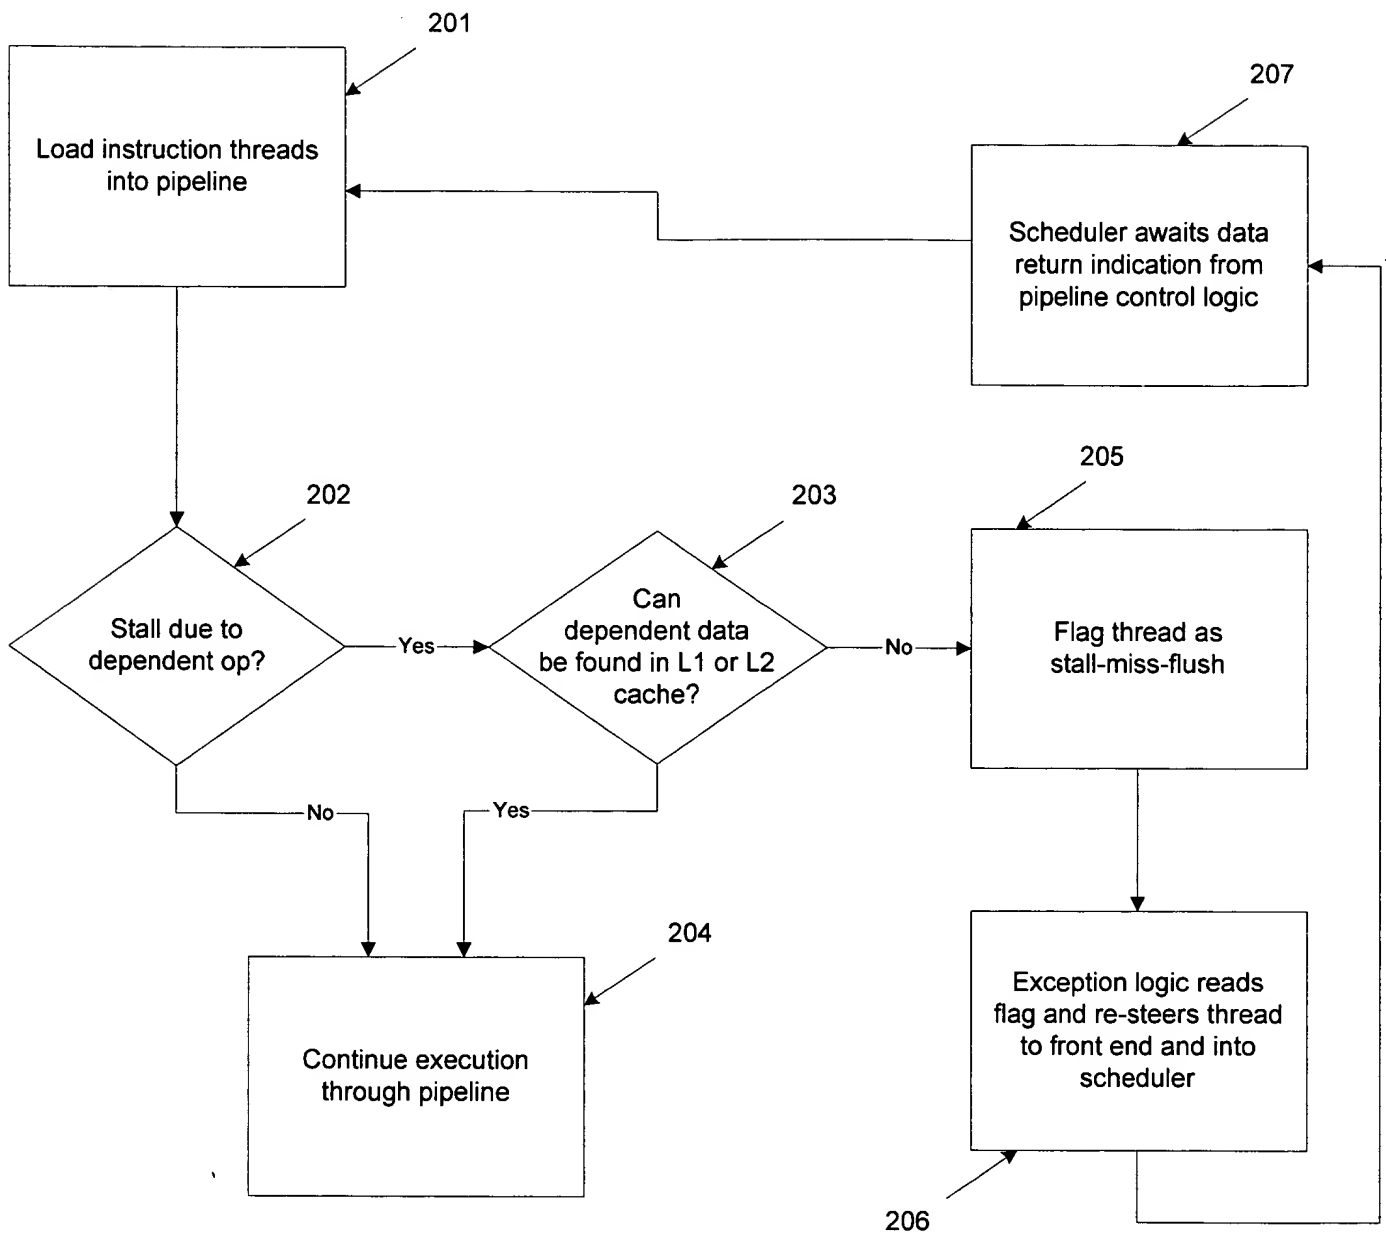 201
Load instruction threads
into pipeline
207
Scheduler awaits data
return indication from
pipeline control logic
202
Stall due to
dependent op?
Yes
203
Can
dependent data
be found in L1 or L2
cache?
No
205
Flag thread as
stall-miss-flush
No
Yes
204
Continue execution
through pipeline
Exception logic reads
flag and re-steers thread
to front end and into
scheduler
206